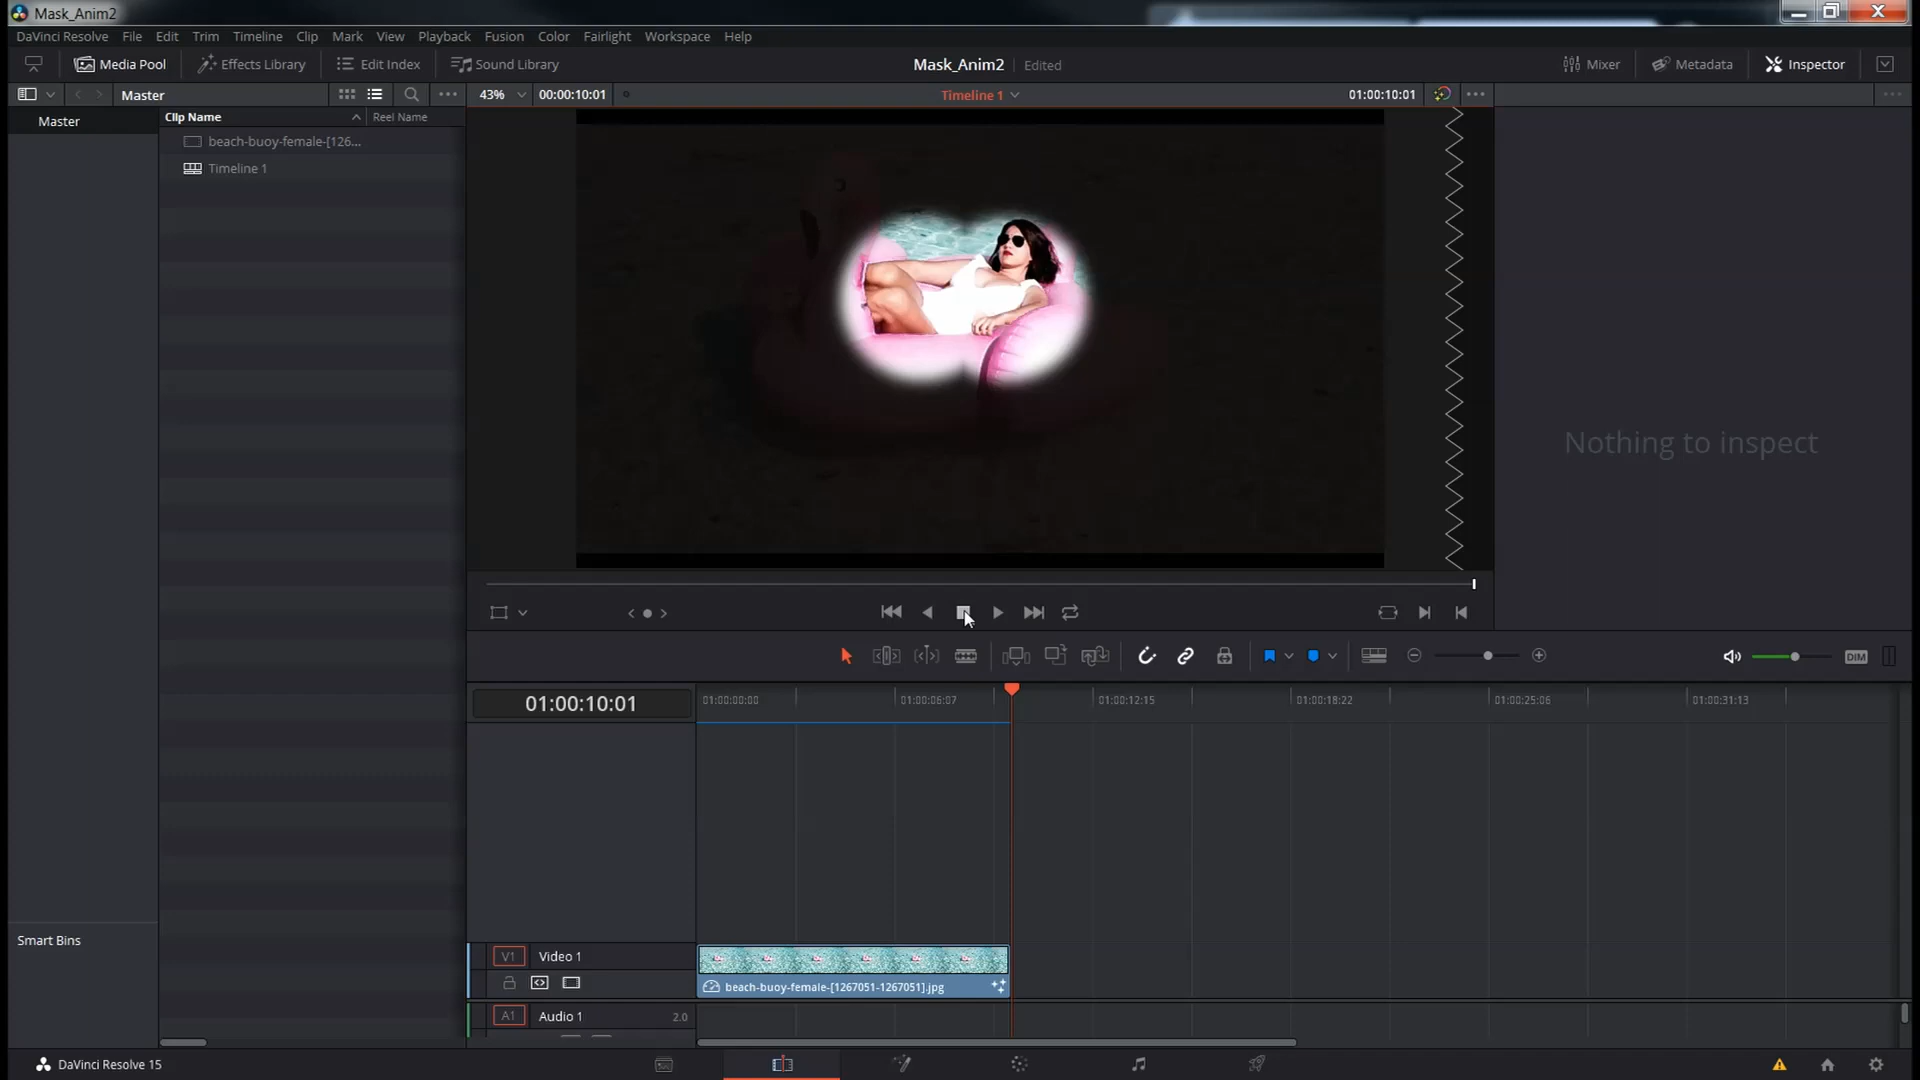 Mask_Anim2
DaVinci Resolve File Edit Trim Timeline Clip Mark View Playback Fusion Color Fairlight Workspace Help
Media Pool Effects Library Edit Index Sound Library Mask_Anim2 Edited Mixer Metadata Inspector
Master 43% 00:00:10:01 Timeline 1 01:00:10:01
Master Clip Name Reel Name
beach-buoy-female-[126...
Timeline 1
Nothing to inspect
DIM
01:00:10:01 01:00:00:00 01:00:06:07 01:00:12:15 01:00:18:22 01:00:25:06 01:00:31:13
Smart Bins
V1 Video 1
beach-buoy-female-[1267051-1267051].jpg
A1 Audio 1 2.0
DaVinci Resolve 15